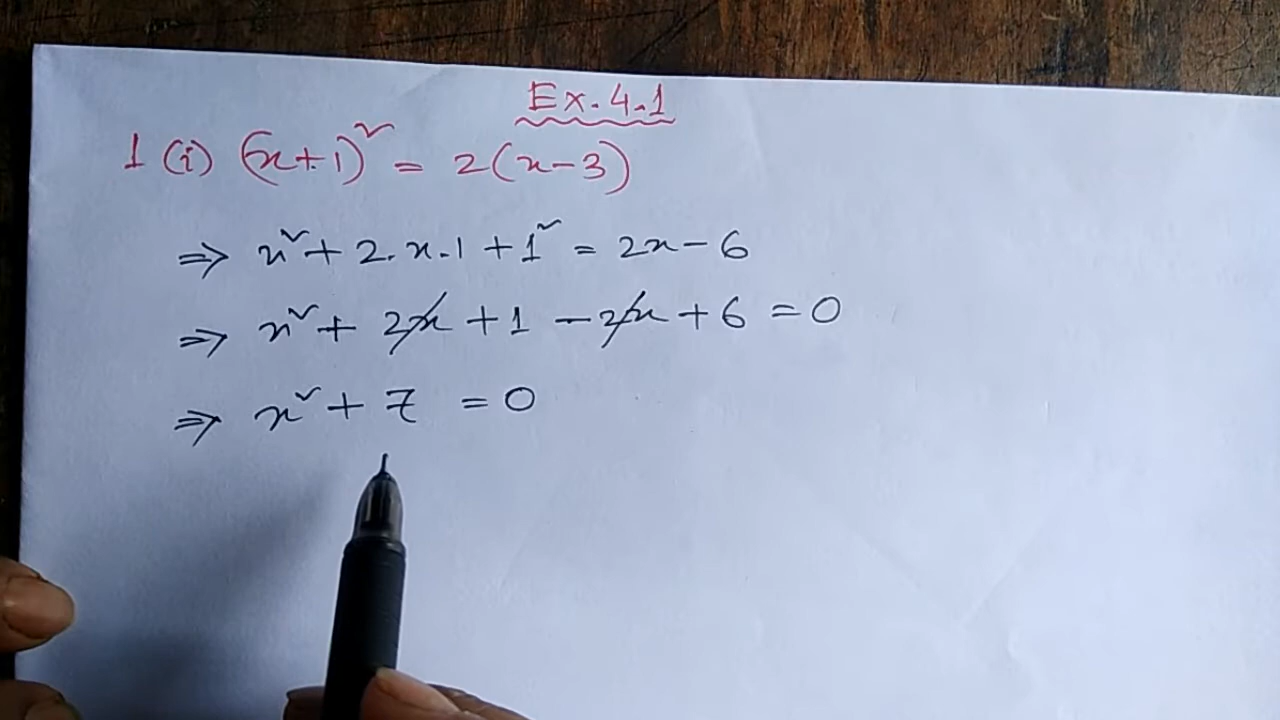 Ex. 4.1
1 (i) (x+1)² = 2(x-3)
⇒ x² + 2.x.1 + 1² = 2x - 6
⇒ x² + 2x + 1 - 2x + 6 = 0
⇒ x² + 7 = 0